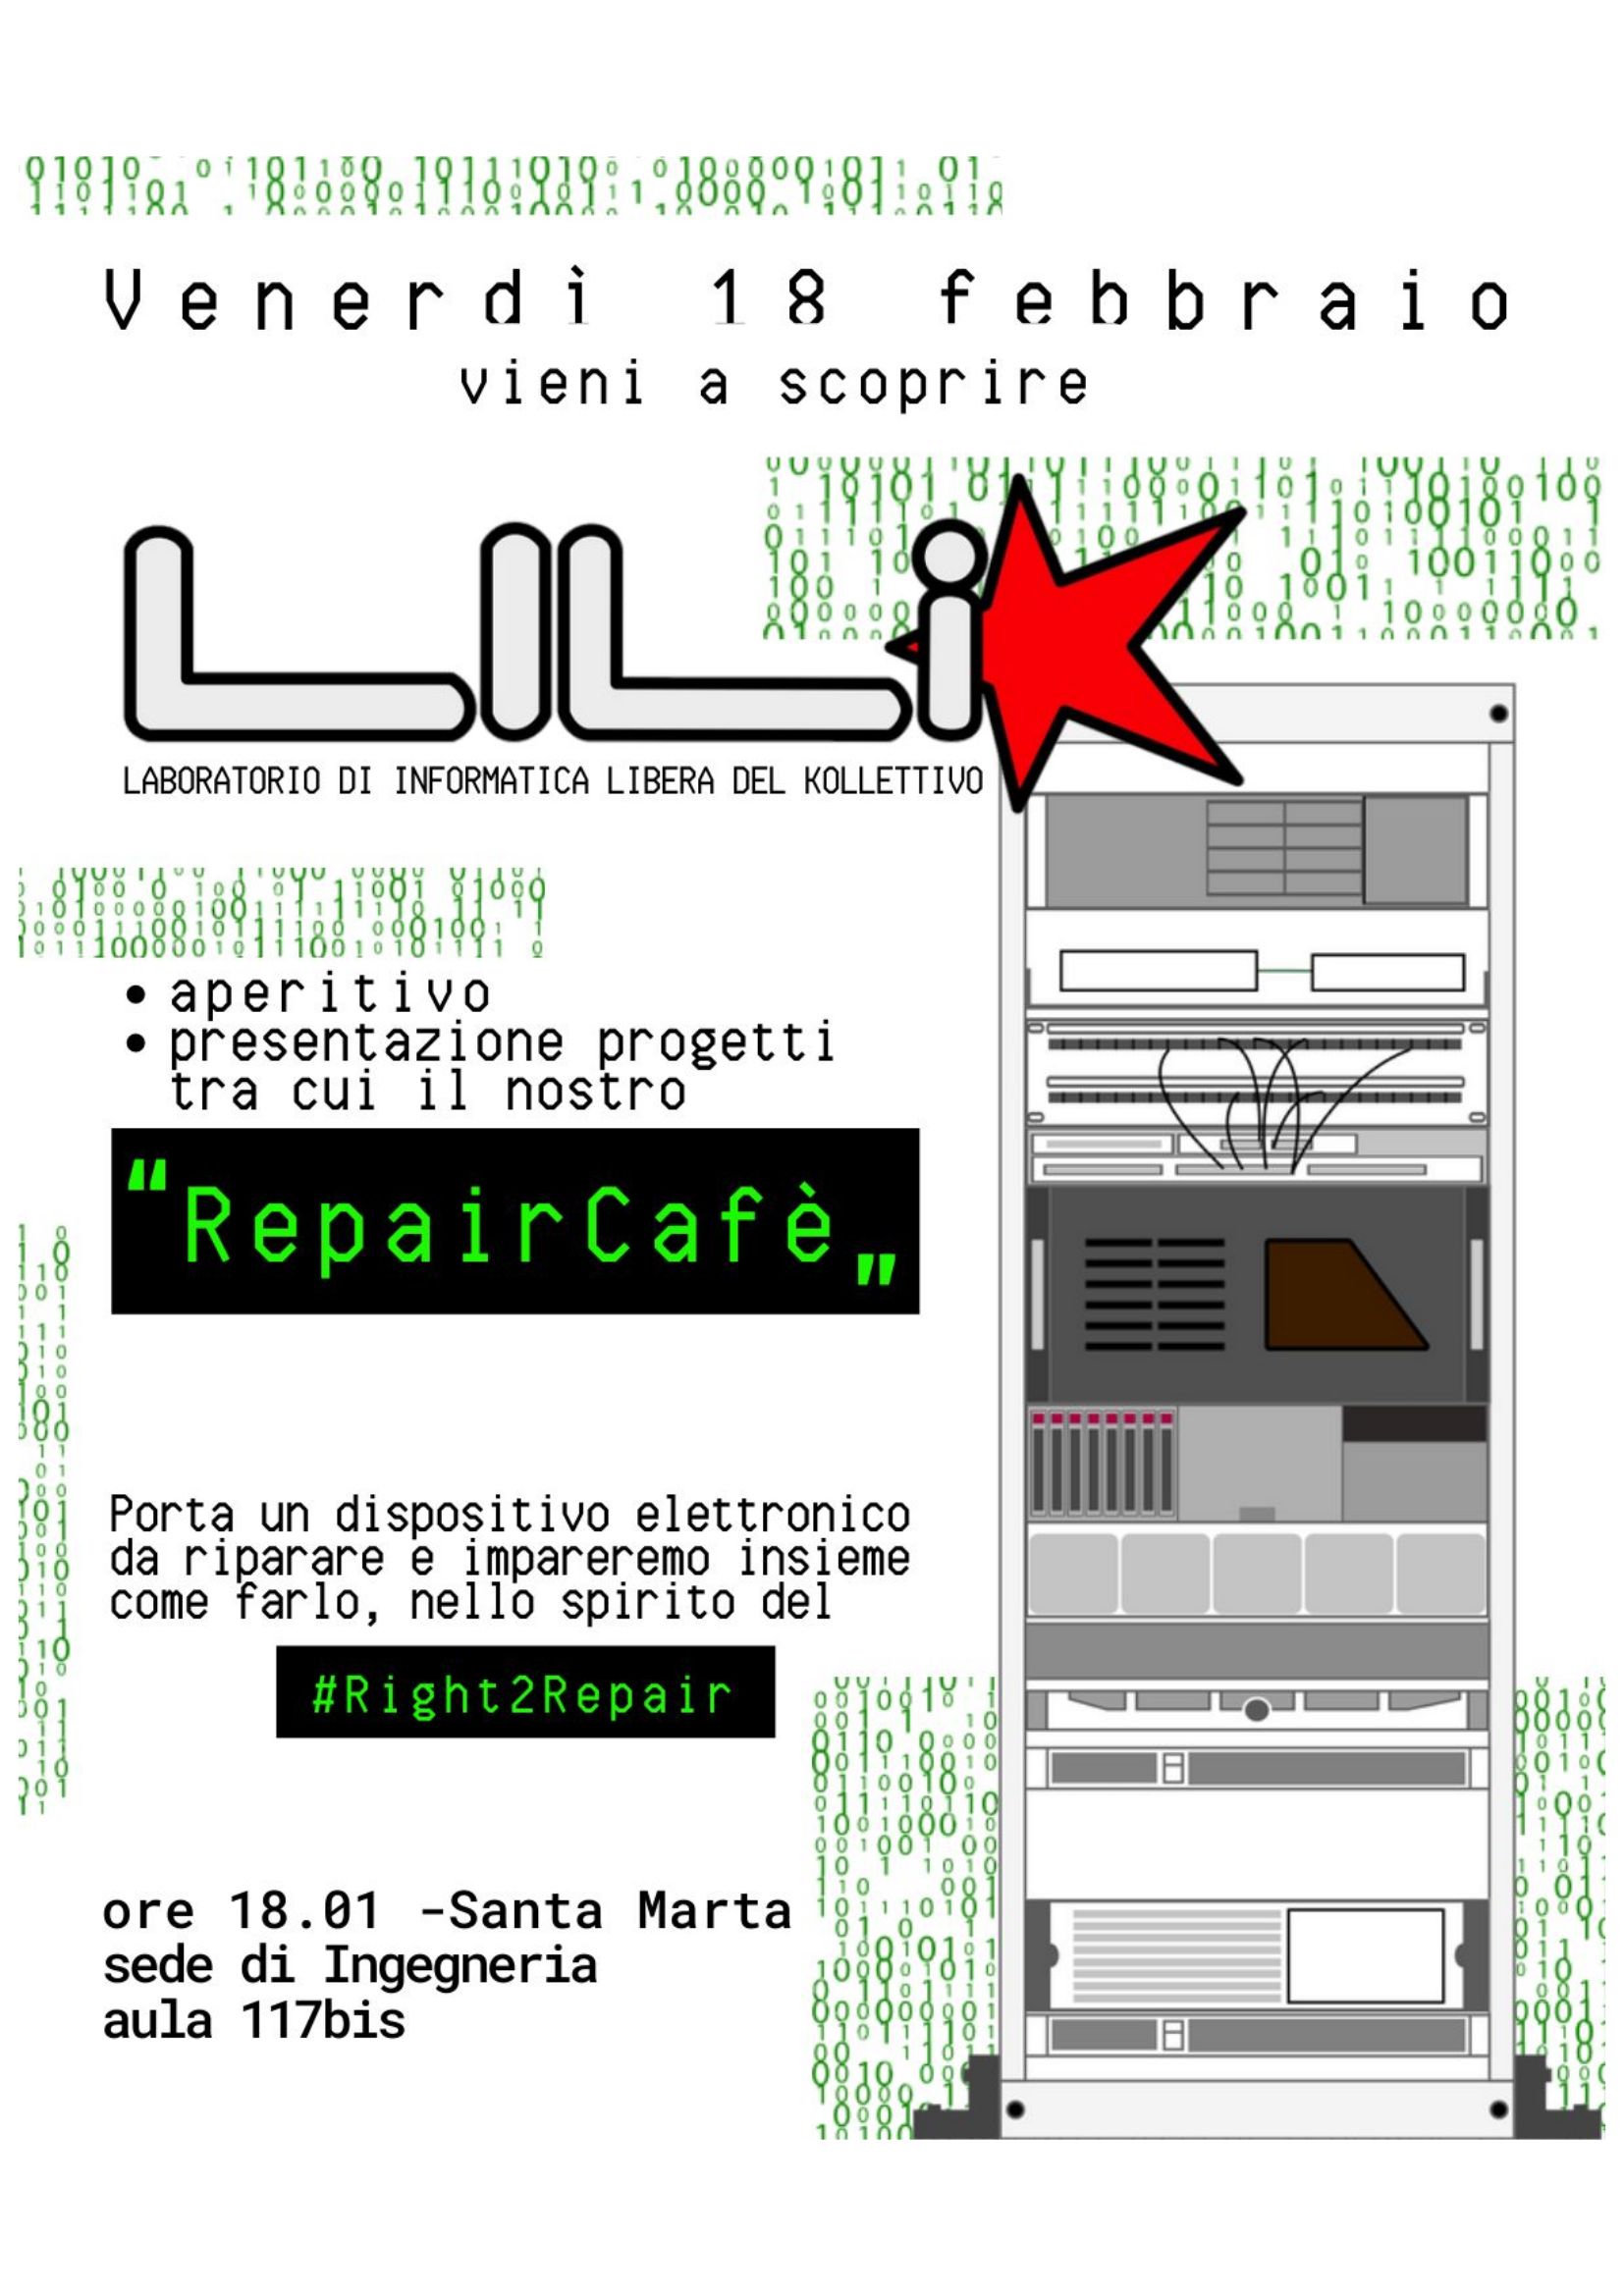 Venerdì 18 febbraio
vieni a scoprire
LILiK
LABORATORIO DI INFORMATICA LIBERA DEL KOLLETTIVO
• aperitivo
• presentazione progetti
tra cui il nostro
“RepairCafè„
Porta un dispositivo elettronico
da riparare e impareremo insieme
come farlo, nello spirito del
#Right2Repair
ore 18.01 -Santa Marta
sede di Ingegneria
aula 117bis